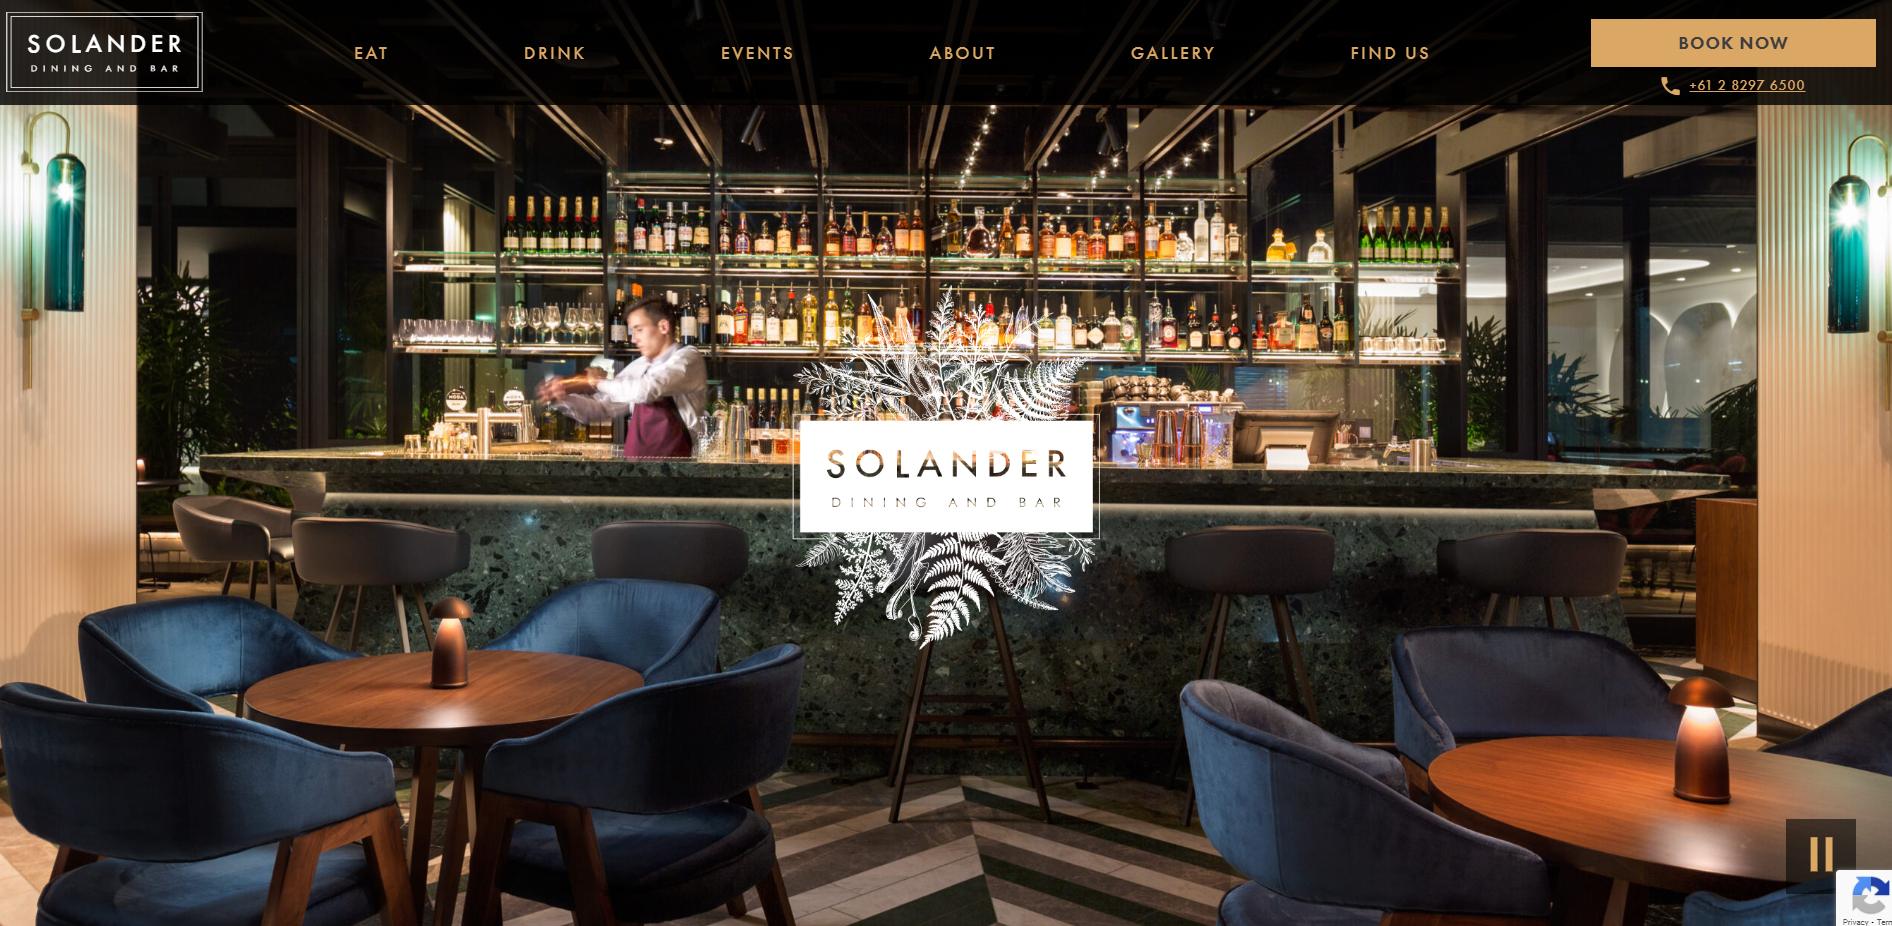 SOLANDER
DINING AND BAR
EAT
DRINK
EVENTS
ABOUT
GALLERY
FIND US
BOOK NOW
+61 2 8297 6500
SOLANDER
DINING AND BAR
Privacy -